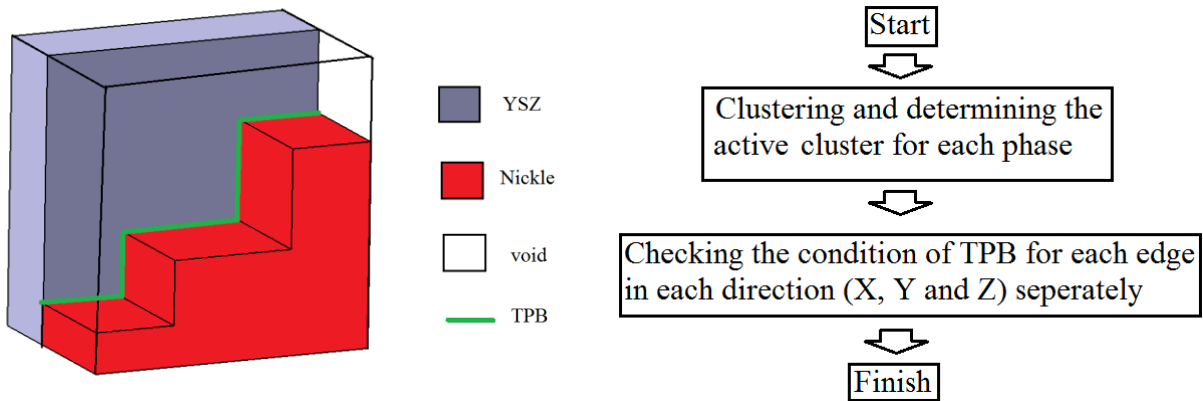 YSZ
Nickle
void
TPB
Start
Clustering and determining the
active cluster for each phase
Checking the condition of TPB for each edge
in each direction (X, Y and Z) seperately
Finish